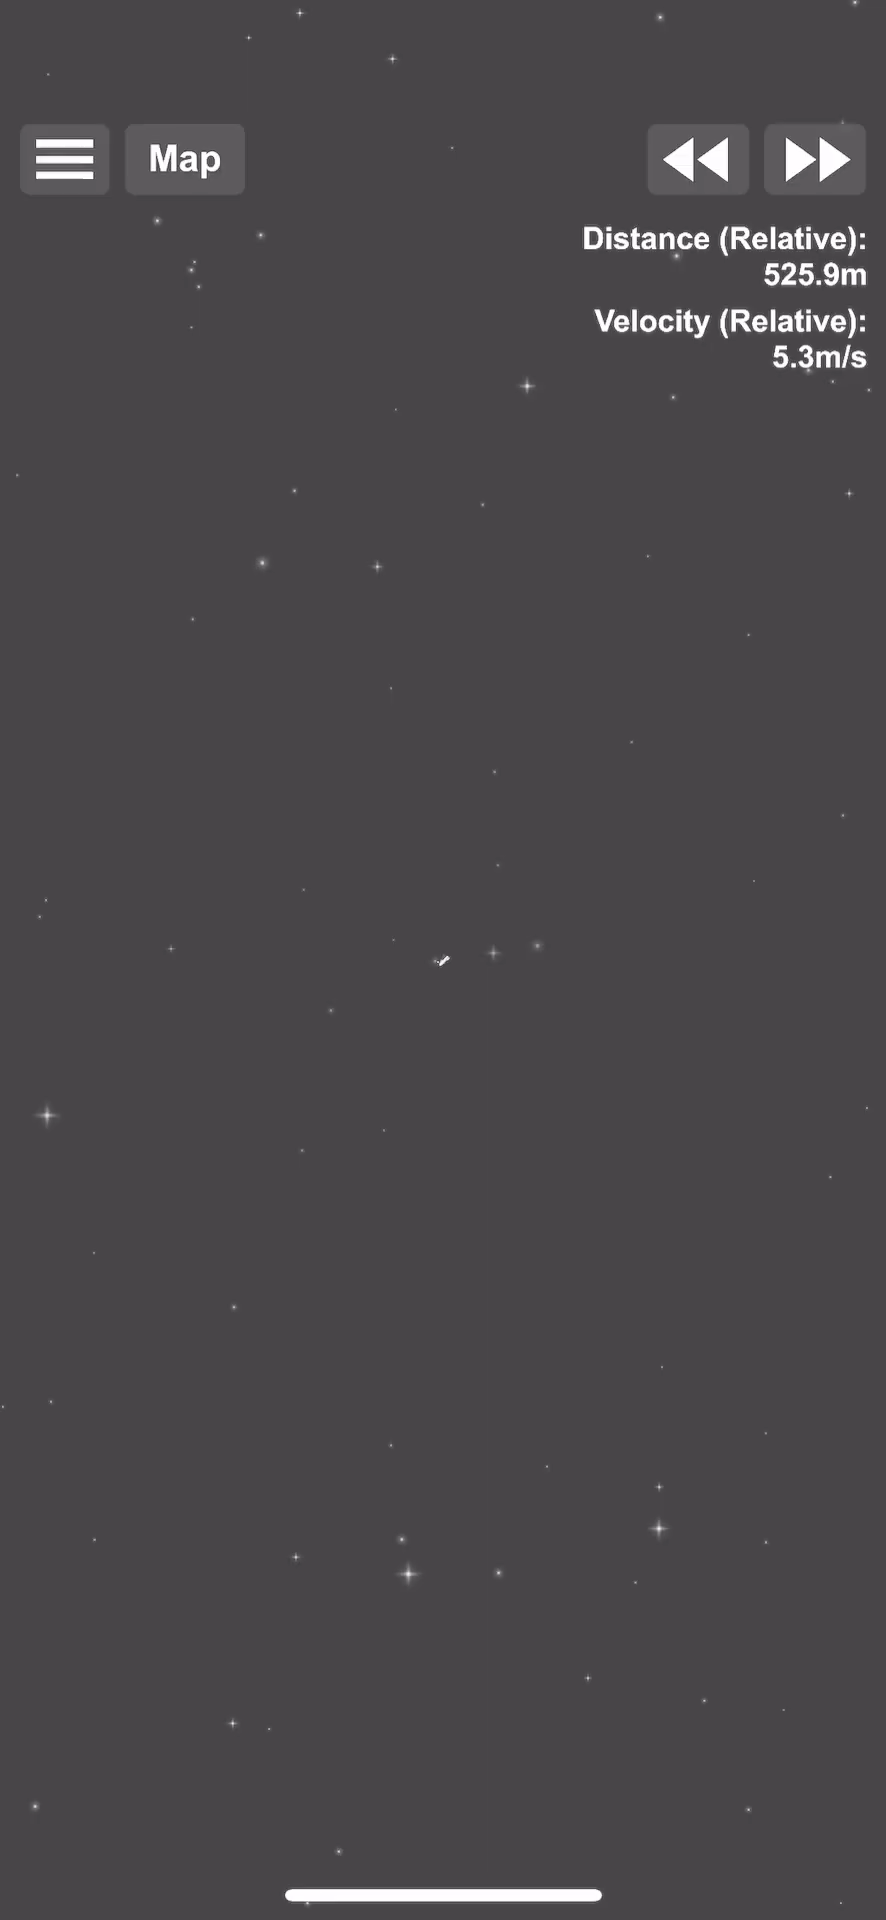 Map
Distance (Relative):
525.9m
Velocity (Relative):
5.3m/s